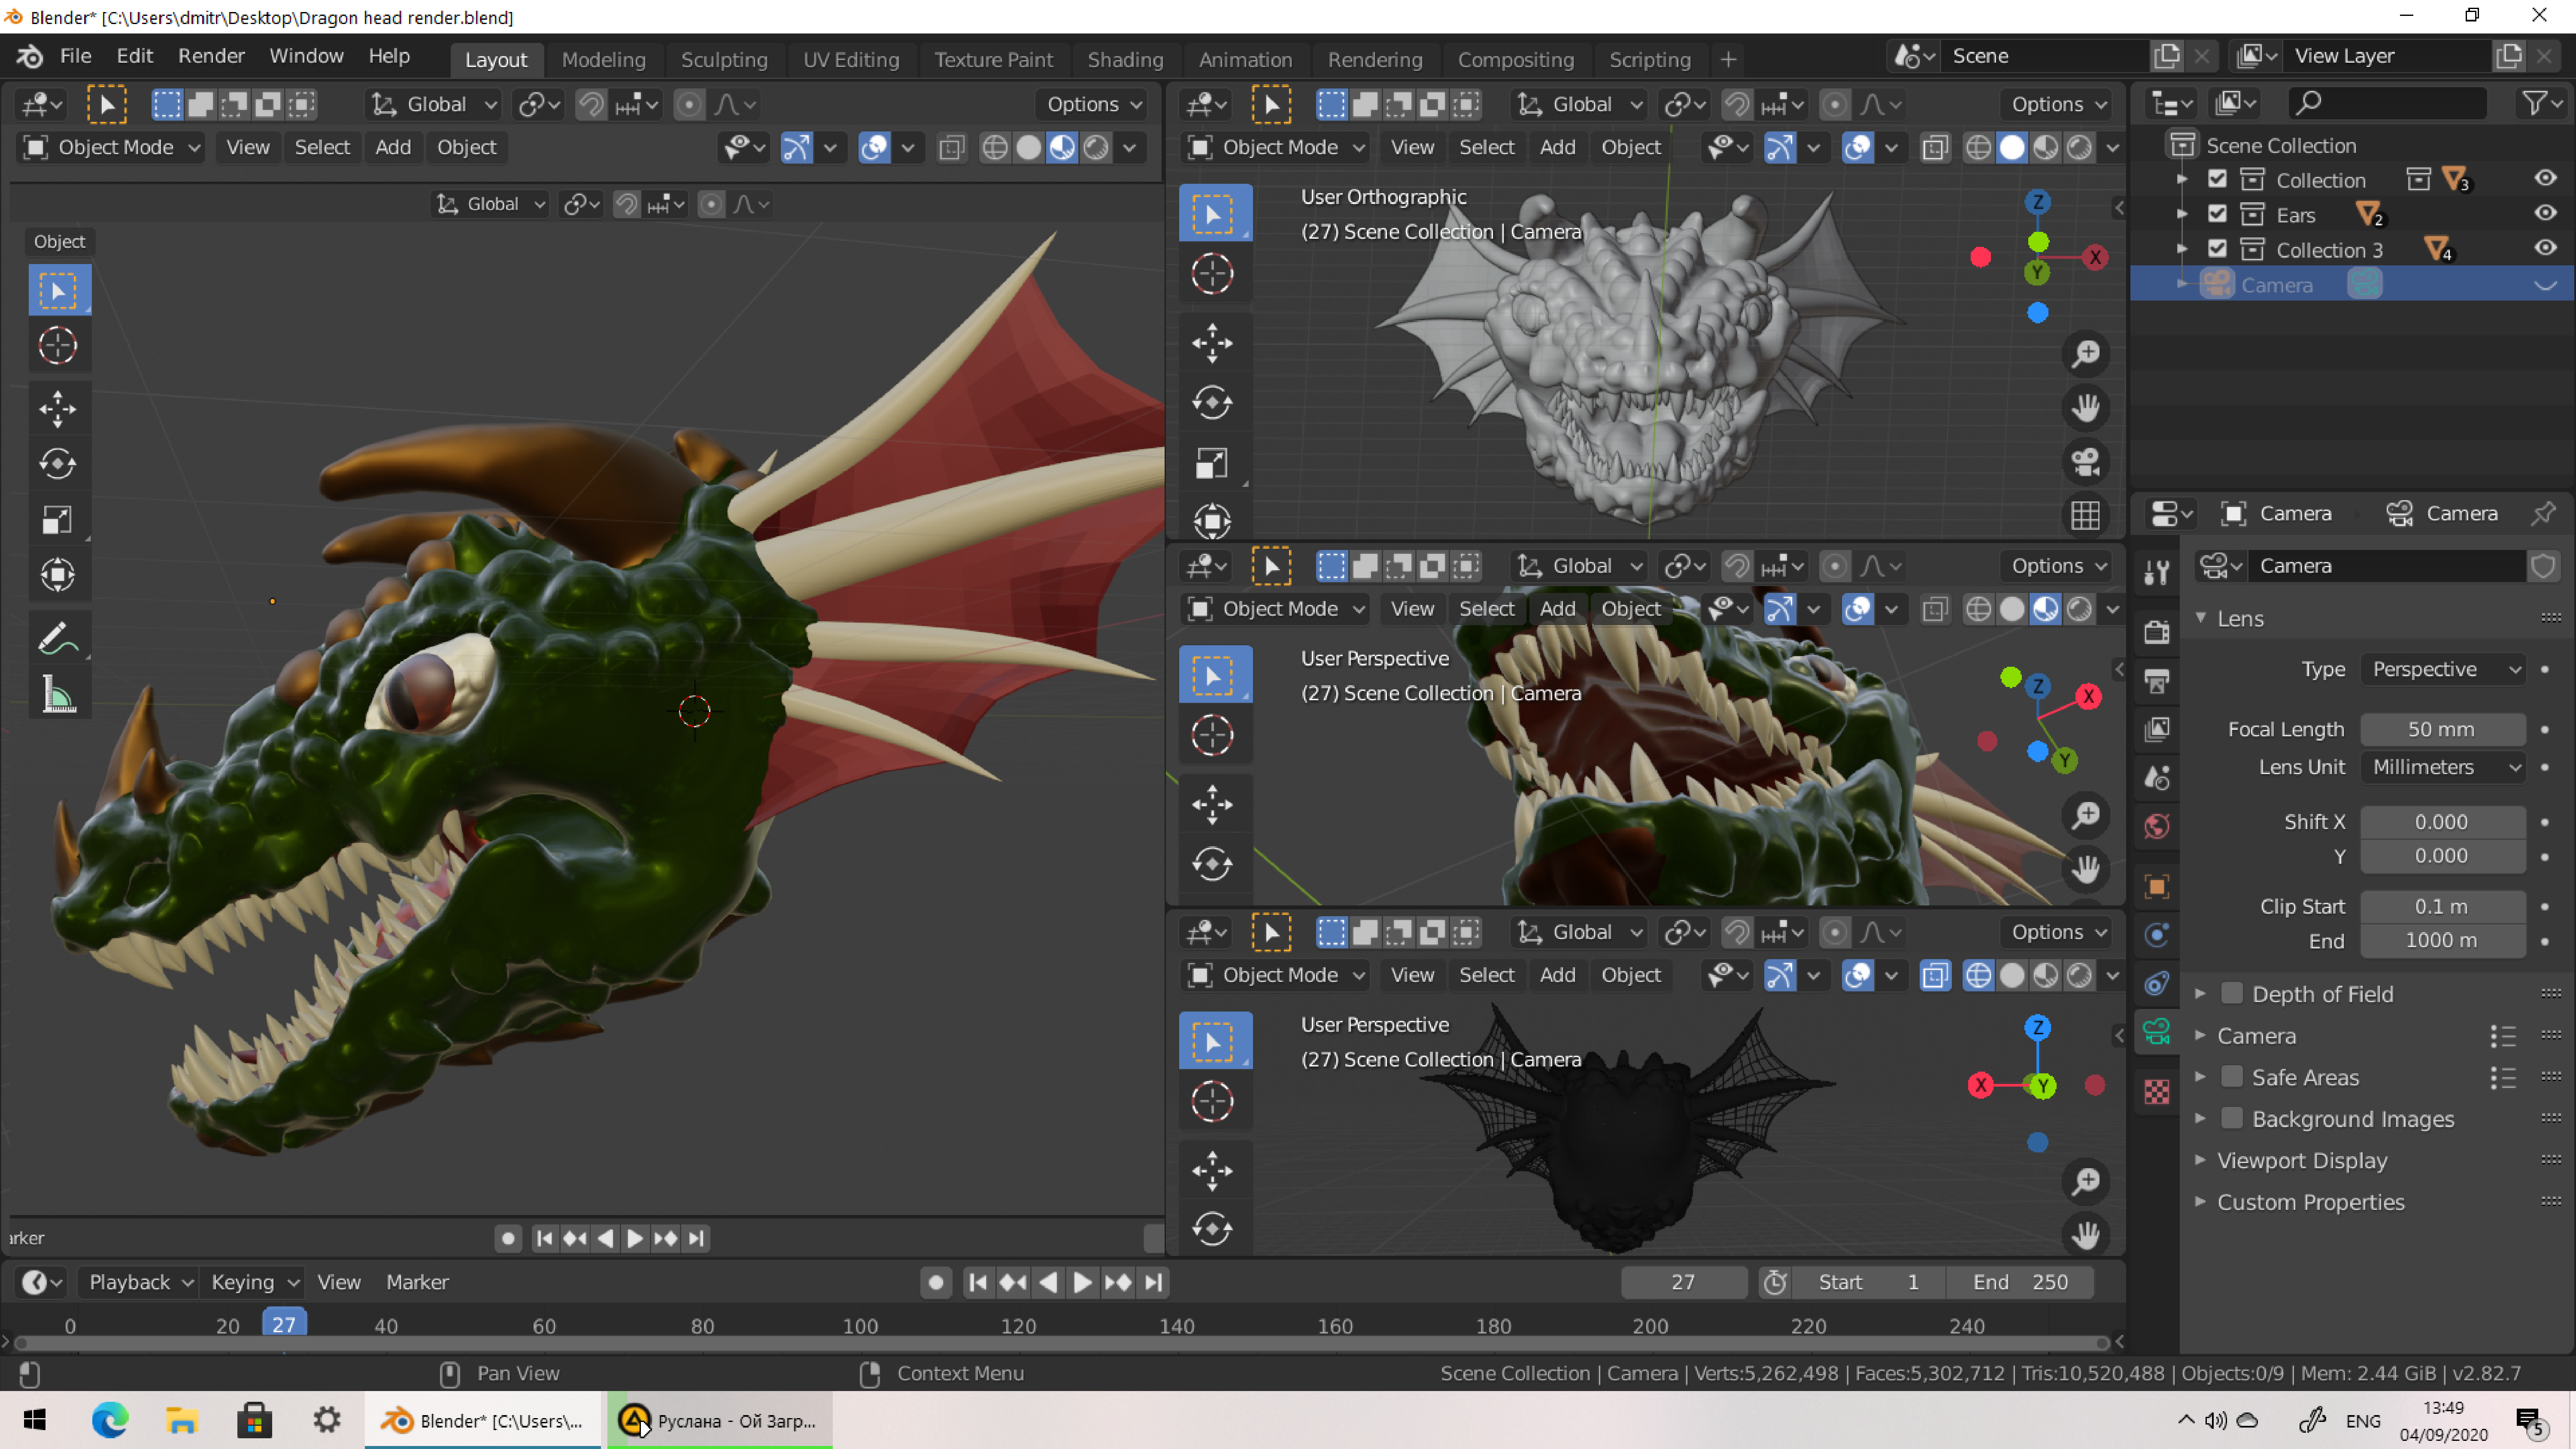 Blender* [C:\Users\dmitr\Desktop\Dragon head render.blend]
File Edit Render Window Help Layout Modeling Sculpting UV Editing Texture Paint Shading Animation Rendering Compositing Scripting + Scene View Layer
Global Options
Object Mode View Select Add Object
Global
Object
Global Options
Object Mode View Select Add Object
User Orthographic
(27) Scene Collection | Camera
Z
X
Y
Global Options
Object Mode View Select Add Object
User Perspective
(27) Scene Collection | Camera
Z
X
Y
Global Options
Object Mode View Select Add Object
User Perspective
(27) Scene Collection | Camera
Z
X Y
Scene Collection
Collection 3
Ears 2
Collection 3 4
Camera
Camera Camera
Camera
Lens
Type Perspective
Focal Length 50 mm
Lens Unit Millimeters
Shift X 0.000
Y 0.000
Clip Start 0.1 m
End 1000 m
Depth of Field
Camera
Safe Areas
Background Images
Viewport Display
Custom Properties
arker
Playback Keying View Marker 27 Start 1 End 250
0 20 27 40 60 80 100 120 140 160 180 200 220 240
Pan View Context Menu Scene Collection | Camera | Verts:5,262,498 | Faces:5,302,712 | Tris:10,520,488 | Objects:0/9 | Mem: 2.44 GiB | v2.82.7
Blender* [C:\Users\... Руслана - Ой Загр... ENG 13:49
04/09/2020 5